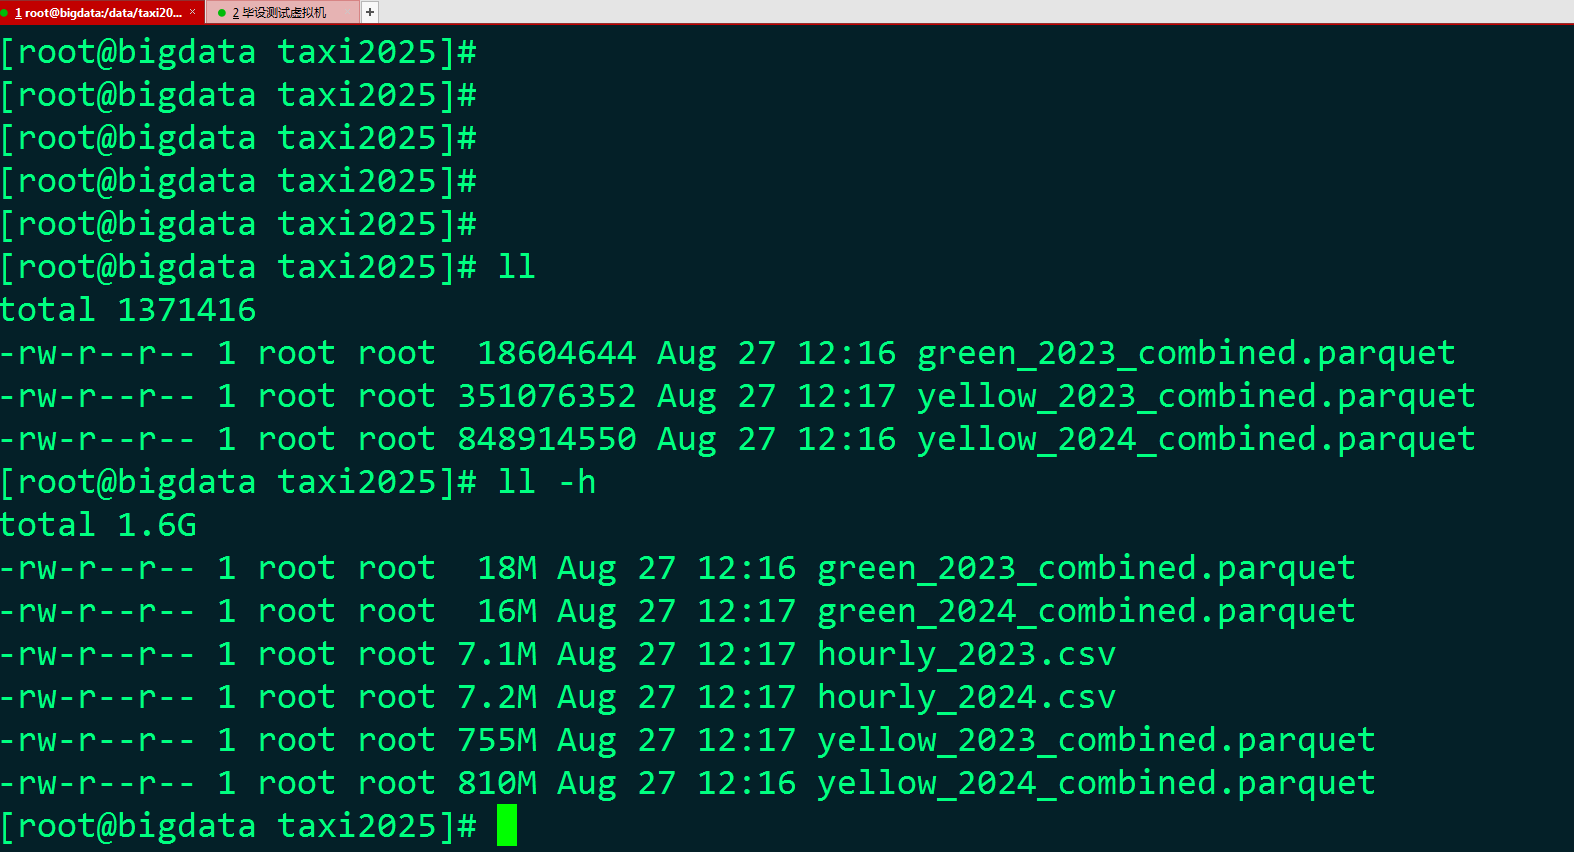 1 root@bigdata:/data/taxi20... × 2 毕设测试虚拟机 +
[root@bigdata taxi2025]#
[root@bigdata taxi2025]#
[root@bigdata taxi2025]#
[root@bigdata taxi2025]#
[root@bigdata taxi2025]#
[root@bigdata taxi2025]# ll
total 1371416
-rw-r--r-- 1 root root  18604644 Aug 27 12:16 green_2023_combined.parquet
-rw-r--r-- 1 root root 351076352 Aug 27 12:17 yellow_2023_combined.parquet
-rw-r--r-- 1 root root 848914550 Aug 27 12:16 yellow_2024_combined.parquet
[root@bigdata taxi2025]# ll -h
total 1.6G
-rw-r--r-- 1 root root  18M Aug 27 12:16 green_2023_combined.parquet
-rw-r--r-- 1 root root  16M Aug 27 12:17 green_2024_combined.parquet
-rw-r--r-- 1 root root 7.1M Aug 27 12:17 hourly_2023.csv
-rw-r--r-- 1 root root 7.2M Aug 27 12:17 hourly_2024.csv
-rw-r--r-- 1 root root 755M Aug 27 12:17 yellow_2023_combined.parquet
-rw-r--r-- 1 root root 810M Aug 27 12:16 yellow_2024_combined.parquet
[root@bigdata taxi2025]#